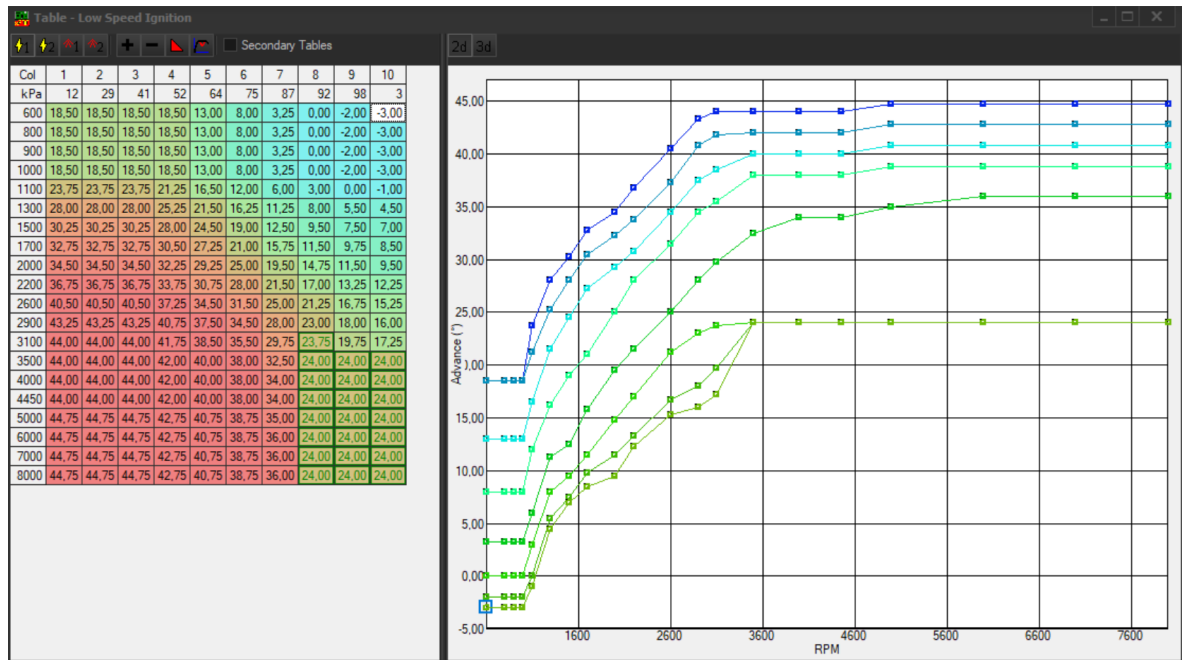 Table - Low Speed Ignition
1 2 *1 *2 + - Secondary Tables 2d 3d
Col 1 2 3 4 5 6 7 8 9 10
kPa 12 29 41 52 64 75 87 92 98 3
600 18,50 18,50 18,50 18,50 13,00 8,00 3,25 0,00 -2,00 -3,00
800 18,50 18,50 18,50 18,50 13,00 8,00 3,25 0,00 -2,00 -3,00
900 18,50 18,50 18,50 18,50 13,00 8,00 3,25 0,00 -2,00 -3,00
1000 18,50 18,50 18,50 18,50 13,00 8,00 3,25 0,00 -2,00 -3,00
1100 23,75 23,75 23,75 21,25 16,50 12,00 6,00 3,00 0,00 -1,00
1300 28,00 28,00 28,00 25,25 21,50 16,25 11,25 8,00 5,50 4,50
1500 30,25 30,25 30,25 28,00 24,50 19,00 12,50 9,50 7,50 7,00
1700 32,75 32,75 32,75 30,50 27,25 21,00 15,75 11,50 9,75 8,50
2000 34,50 34,50 34,50 32,25 29,25 25,00 19,50 14,75 11,50 9,50
2200 36,75 36,75 36,75 33,75 30,75 28,00 21,50 17,00 13,25 12,25
2600 40,50 40,50 40,50 37,25 34,50 31,50 25,00 21,25 16,75 15,25
2900 43,25 43,25 43,25 40,75 37,50 34,50 28,00 23,00 18,00 16,00
3100 44,00 44,00 44,00 41,75 38,50 35,50 29,75 23,75 19,75 17,25
3500 44,00 44,00 44,00 42,00 40,00 38,00 32,50 24,00 24,00 24,00
4000 44,00 44,00 44,00 42,00 40,00 38,00 34,00 24,00 24,00 24,00
4450 44,00 44,00 44,00 42,00 40,00 38,00 34,00 24,00 24,00 24,00
5000 44,75 44,75 44,75 42,75 40,75 38,75 35,00 24,00 24,00 24,00
6000 44,75 44,75 44,75 42,75 40,75 38,75 36,00 24,00 24,00 24,00
7000 44,75 44,75 44,75 42,75 40,75 38,75 36,00 24,00 24,00 24,00
8000 44,75 44,75 44,75 42,75 40,75 38,75 36,00 24,00 24,00 24,00
45.00
40.00
35.00
30.00
25.00
Advance (°)
15.00
10.00
5.00
0.00
-5.00
1600 2600 3600 4600 5600 6600 7600
RPM